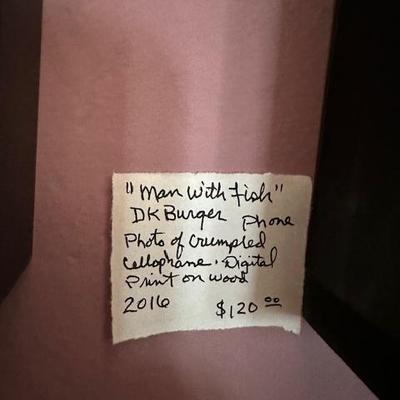 "Man With Fish"
DK Burger Phone
Photo of Crumpled
Cellophane. Digital
Print on wood
2016 $120.00